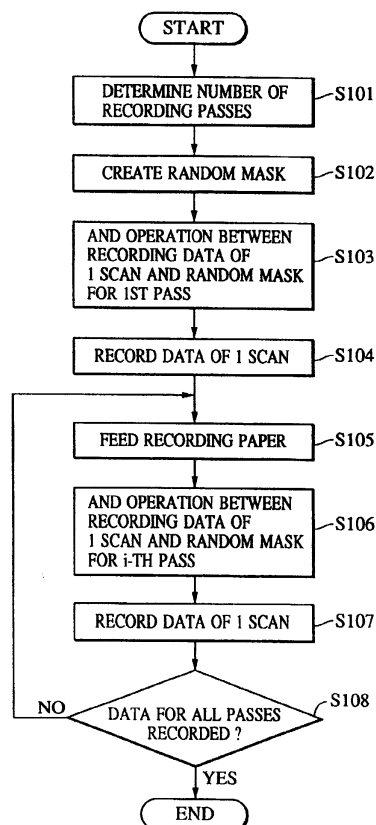 START
DETERMINE NUMBER OF
RECORDING PASSES
S101
CREATE RANDOM MASK
S102
AND OPERATION BETWEEN
RECORDING DATA OF
1 SCAN AND RANDOM MASK
FOR 1ST PASS
S103
RECORD DATA OF 1 SCAN
S104
FEED RECORDING PAPER
S105
AND OPERATION BETWEEN
RECORDING DATA OF
1 SCAN AND RANDOM MASK
FOR i-TH PASS
S106
RECORD DATA OF 1 SCAN
S107
DATA FOR ALL PASSES
RECORDED ?
S108
NO
YES
END